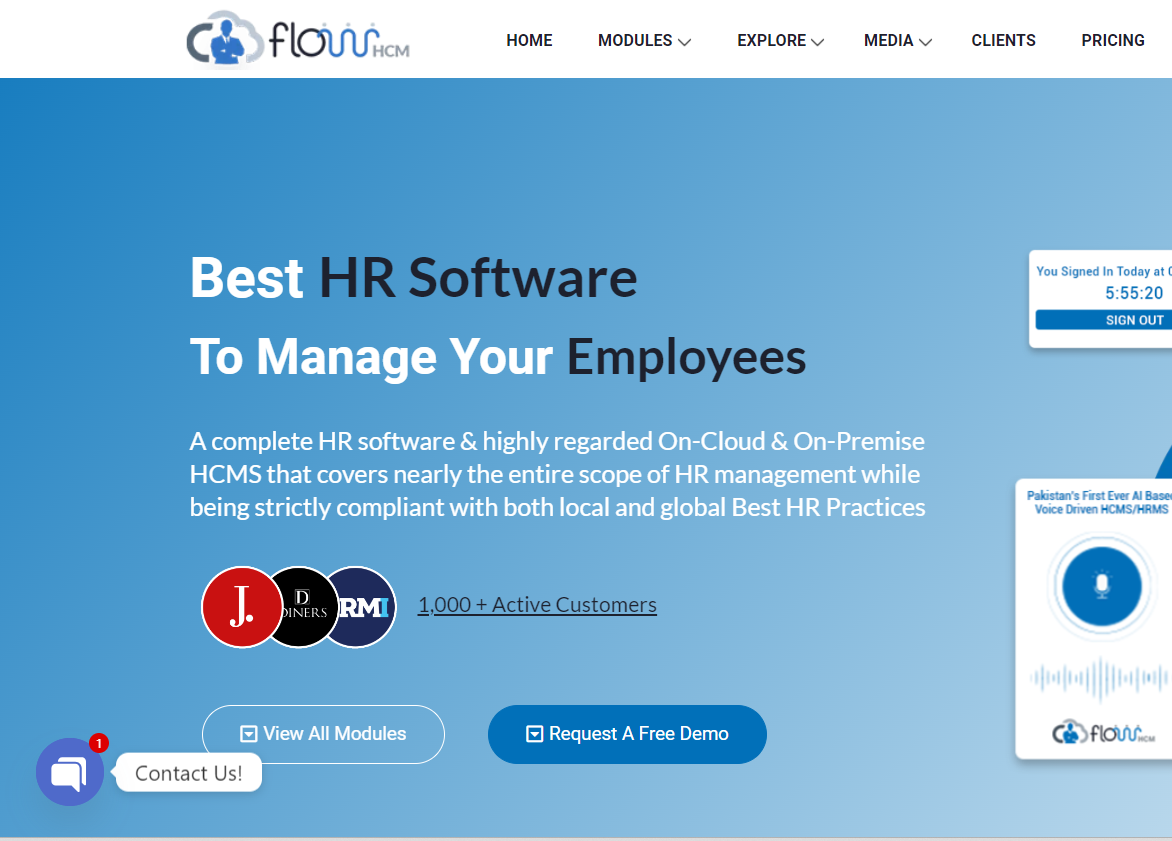 flow HCM
HOME
MODULES
EXPLORE
MEDIA
CLIENTS
PRICING
Best HR Software
To Manage Your Employees
A complete HR software & highly regarded On-Cloud & On-Premise
HCMS that covers nearly the entire scope of HR management while
being strictly compliant with both local and global Best HR Practices
J.
D
DINERS
RMI
1,000 + Active Customers
View All Modules
Request A Free Demo
1
Contact Us!
You Signed In Today at
5:55:20
SIGN OUT
Pakistan's First Ever AI Based
Voice Driven HCMS/HRMS
flow HCM